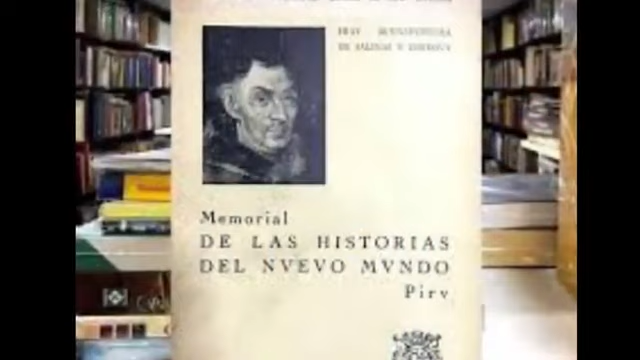 FRAY BUENAVENTURA
DE SALINAS Y CORDOVA
Memorial
DE LAS HISTORIAS
DEL NVEVO MVNDO
Pirv